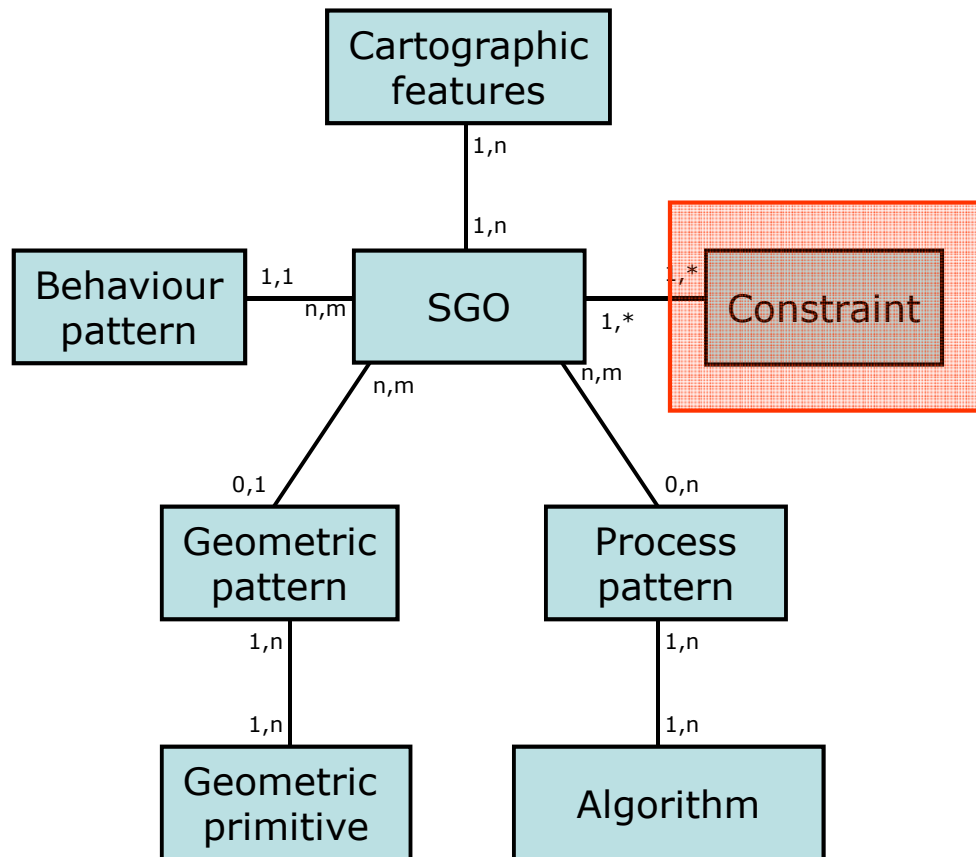 Cartographic
features
1,n
1,n
Behaviour
pattern
1,1
n,m
SGO
1,*
1,*
Constraint
n,m
n,m
0,1
0,n
Geometric
pattern
Process
pattern
1,n
1,n
1,n
1,n
Geometric
primitive
Algorithm